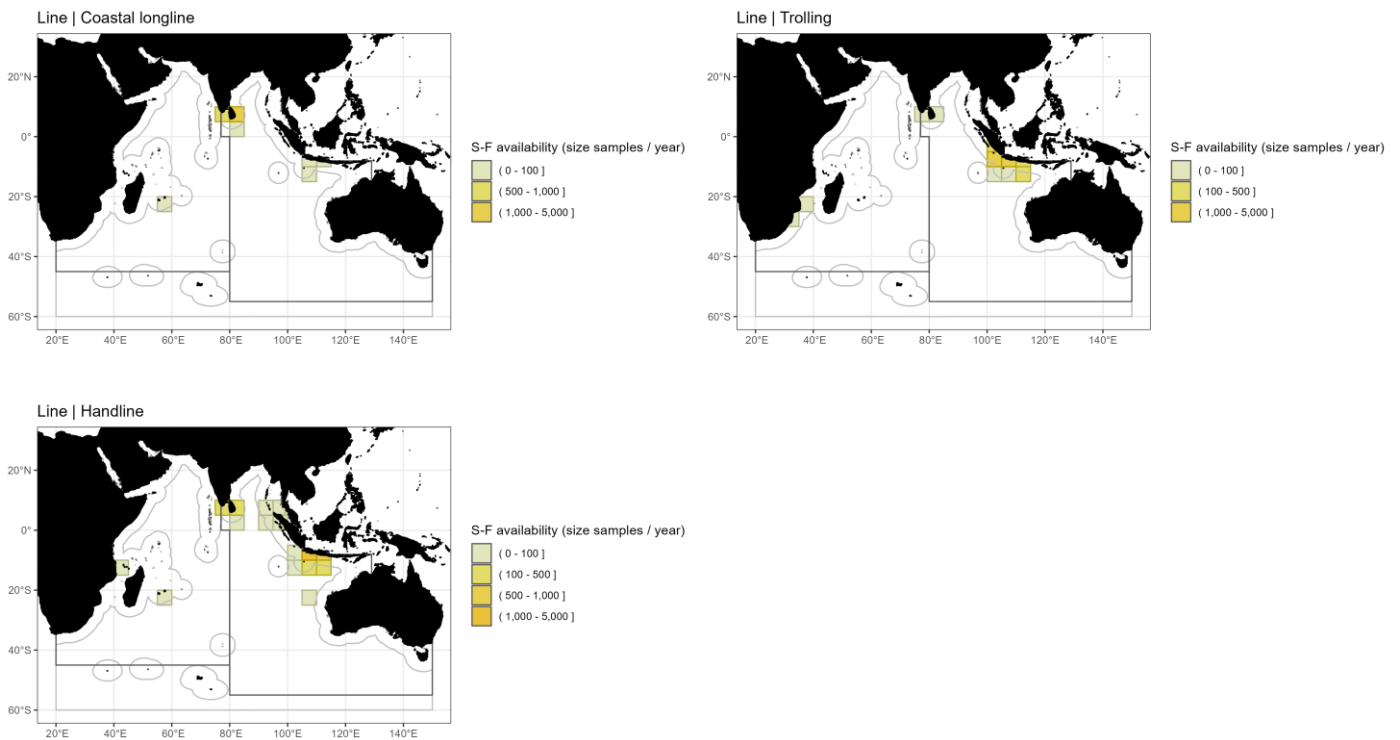 Line | Coastal longline
20°N
0°
20°S
40°S
60°S
20°E 40°E 60°E 80°E 100°E 120°E 140°E
S-F availability (size samples / year)
( 0 - 100 ]
( 500 - 1,000 ]
( 1,000 - 5,000 ]
Line | Trolling
20°N
0°
20°S
40°S
60°S
20°E 40°E 60°E 80°E 100°E 120°E 140°E
S-F availability (size samples / year)
( 0 - 100 ]
( 100 - 500 ]
( 1,000 - 5,000 ]
Line | Handline
20°N
0°
20°S
40°S
60°S
20°E 40°E 60°E 80°E 100°E 120°E 140°E
S-F availability (size samples / year)
( 0 - 100 ]
( 100 - 500 ]
( 500 - 1,000 ]
( 1,000 - 5,000 ]